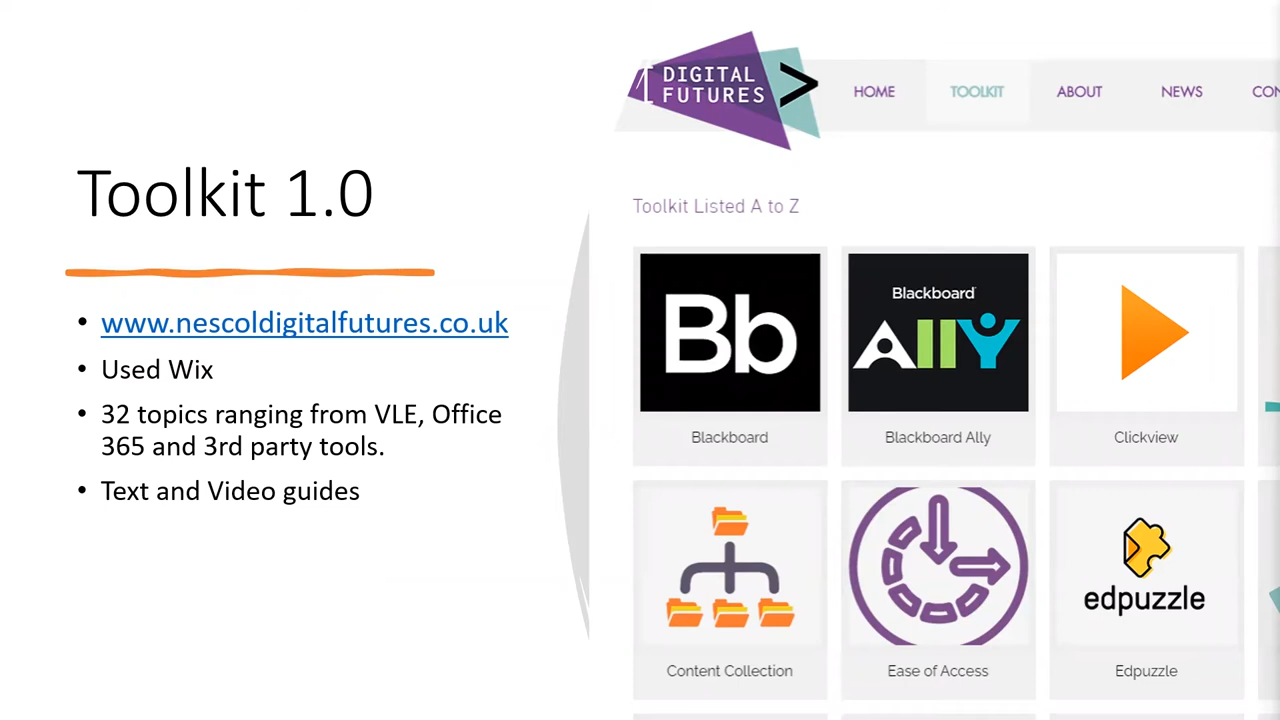 Toolkit 1.0
• www.nescoldigitalfutures.co.uk
• Used Wix
• 32 topics ranging from VLE, Office
365 and 3rd party tools.
• Text and Video guides
DIGITAL
FUTURES >
HOME TOOLKIT ABOUT NEWS
Toolkit Listed A to Z
Bb
Blackboard
Blackboard
ALLY
Blackboard Ally
Clickview
Content Collection
Ease of Access
edpuzzle
Edpuzzle